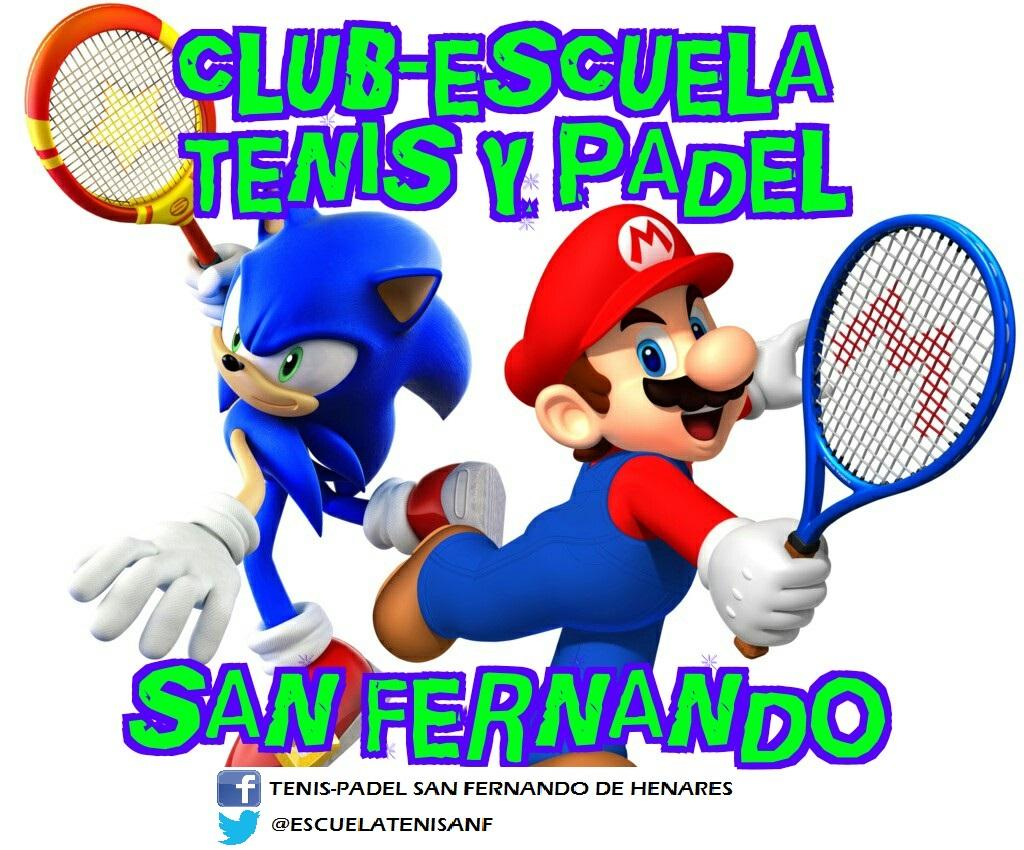 CLUB-ESCUELA
TENIS Y PADEL
M
M
SAN FERNANDO
f TENIS-PADEL SAN FERNANDO DE HENARES
@ESCUELATENISANF